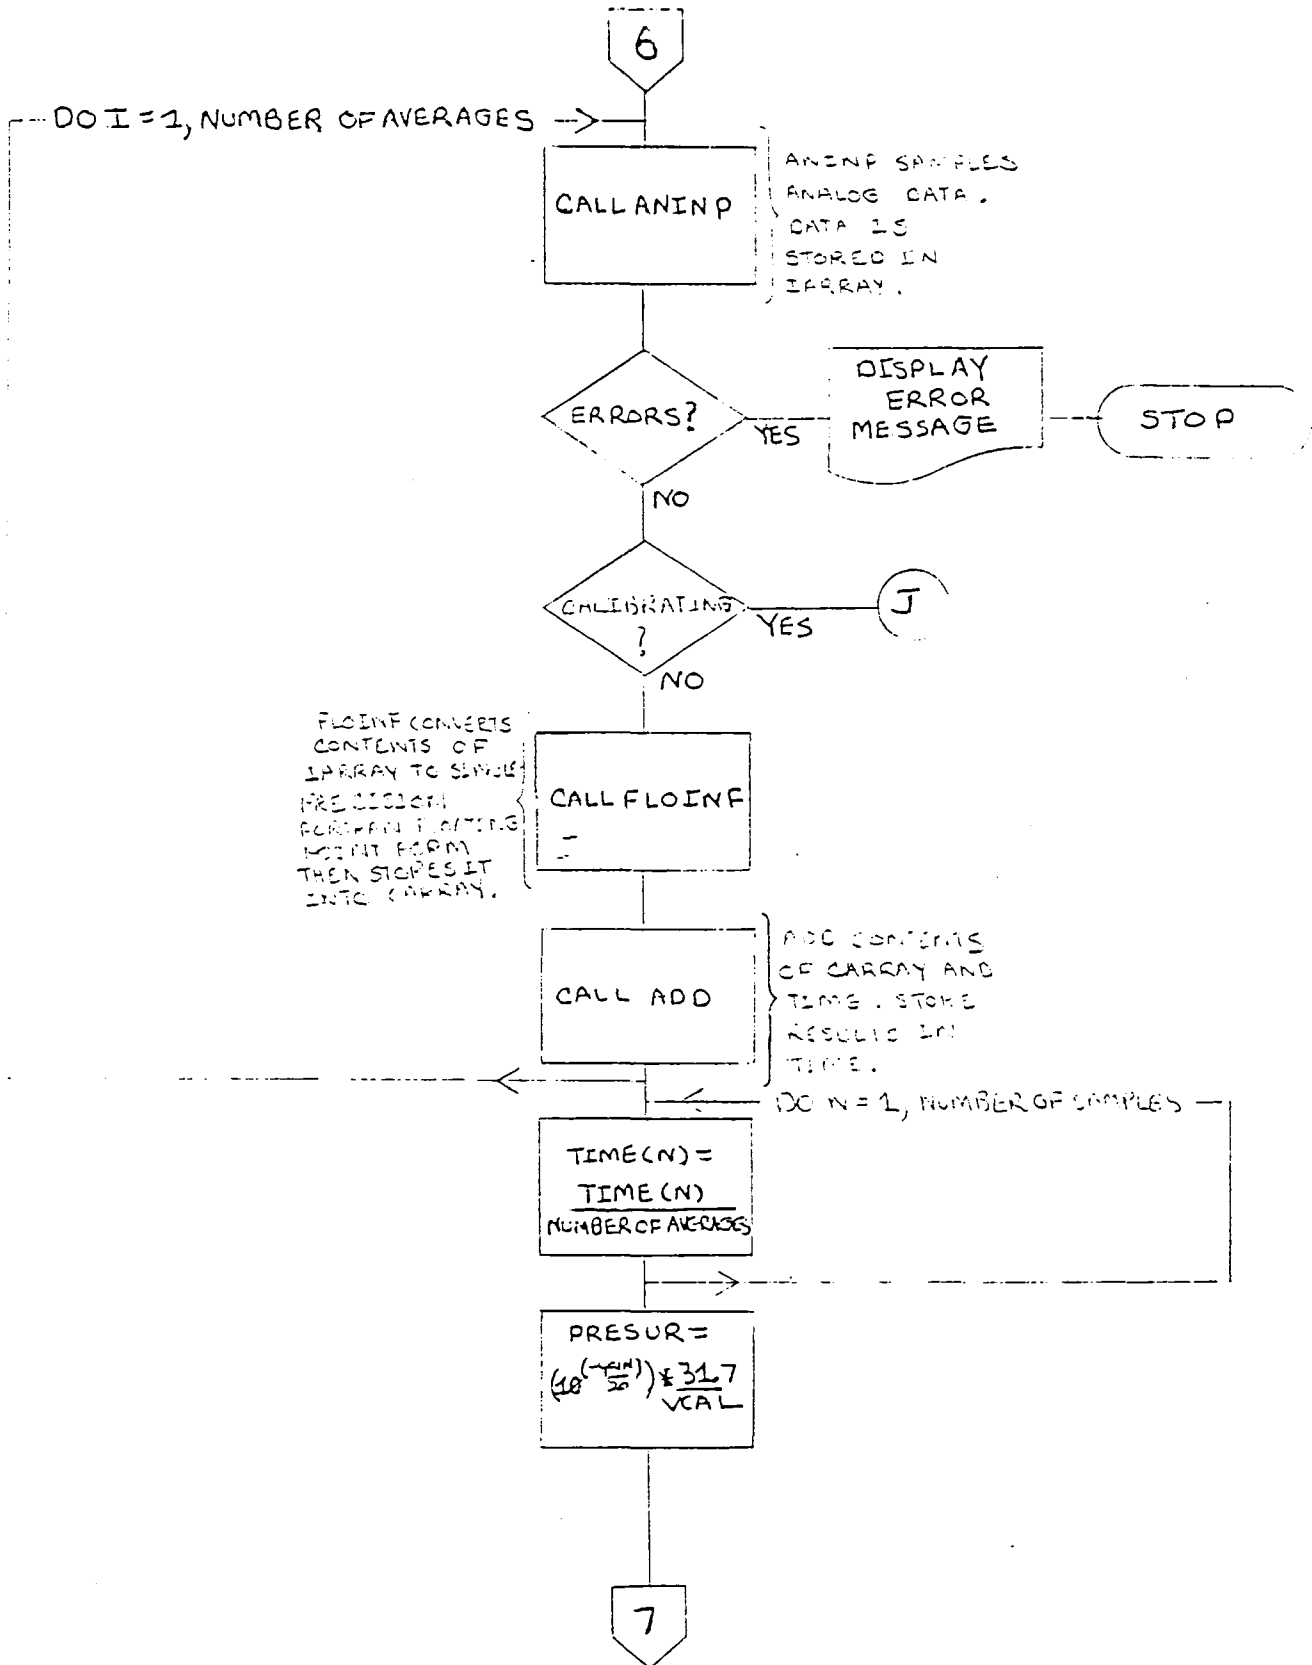 6
DO I = 1, NUMBER OF AVERAGES
CALL ANINP
ANINP SAMPLES
ANALOG DATA.
DATA IS
STORED IN
IARRAY.
ERRORS?
YES
DISPLAY
ERROR
MESSAGE
STOP
NO
CALIBRATING
?
YES
J
NO
FLOINF CONVERTS
CONTENTS OF
IARRAY TO SINGLE
PRECISION
FORTRAN FLOATING
POINT FORM
THEN STORES IT
INTO CARRAY.
CALL FLOINF
CALL ADD
ADD CONTENTS
OF CARRAY AND
TIME. STORE
RESULTS IN
TIME.
DO N = 1, NUMBER OF SAMPLES
TIME(N) =
TIME(N)
NUMBER OF AVERAGES
PRESUR =
(10^(-GAIN/20)) * 31.7
VCAL
7